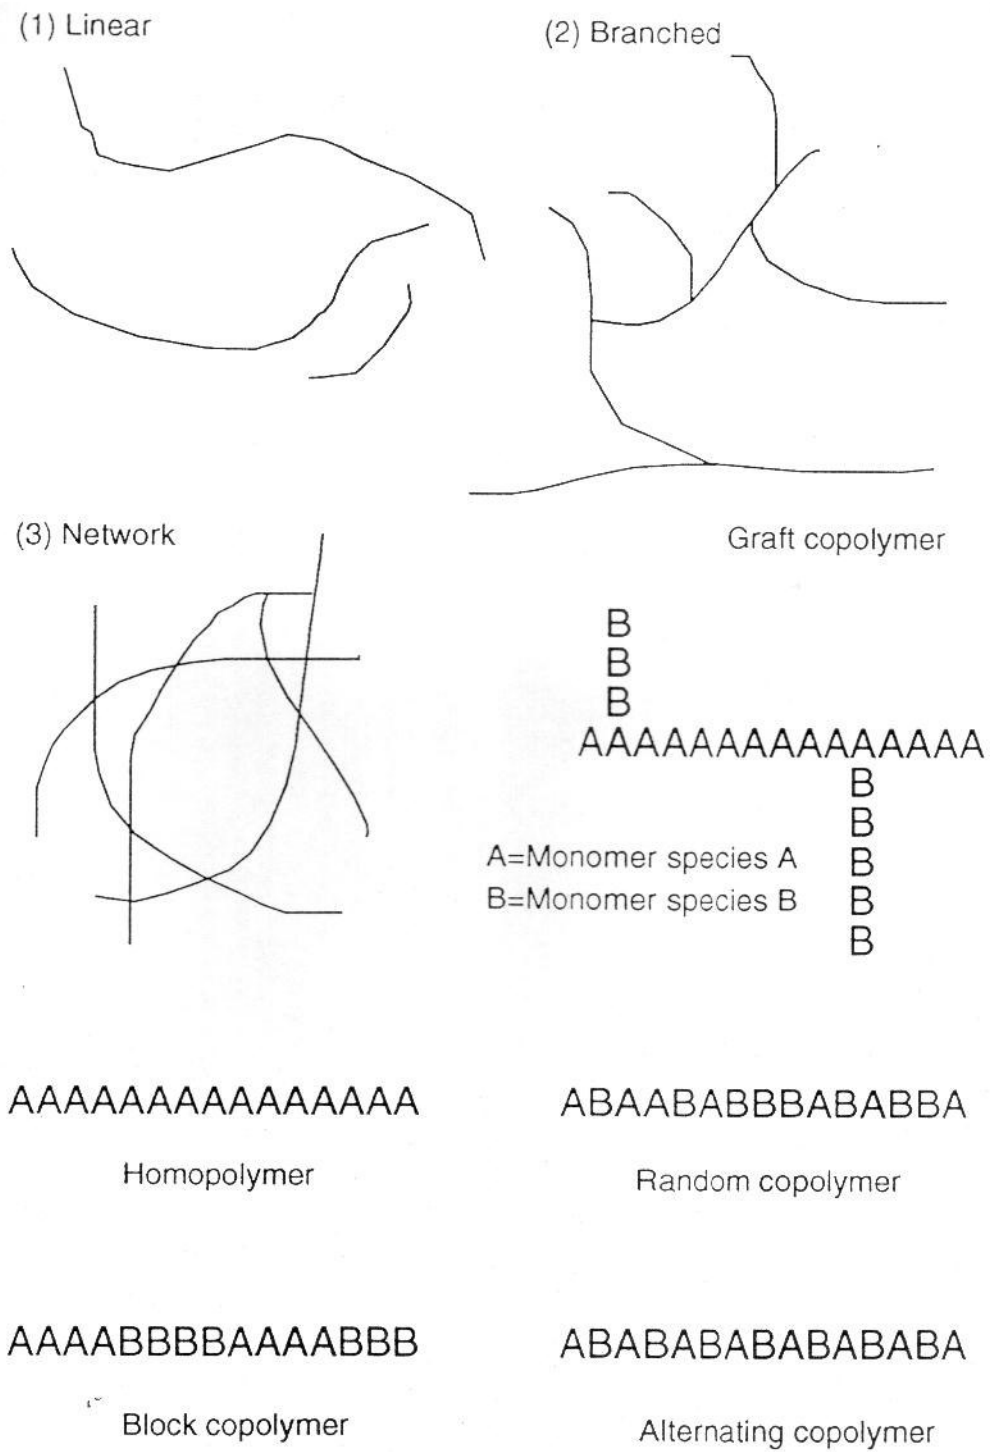 (1) Linear
(2) Branched
(3) Network
Graft copolymer
B
B
B
AAAAAAAAAAAAAAA
B
B
B
B
B
A=Monomer species A
B=Monomer species B
AAAAAAAAAAAAAAA
Homopolymer
ABAABABBBABABBA
Random copolymer
AAAABBBBAAAABBB
Block copolymer
ABABABABABABABA
Alternating copolymer